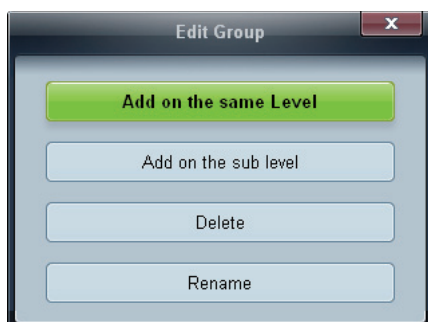 Edit Group
x
Add on the same Level
Add on the sub level
Delete
Rename